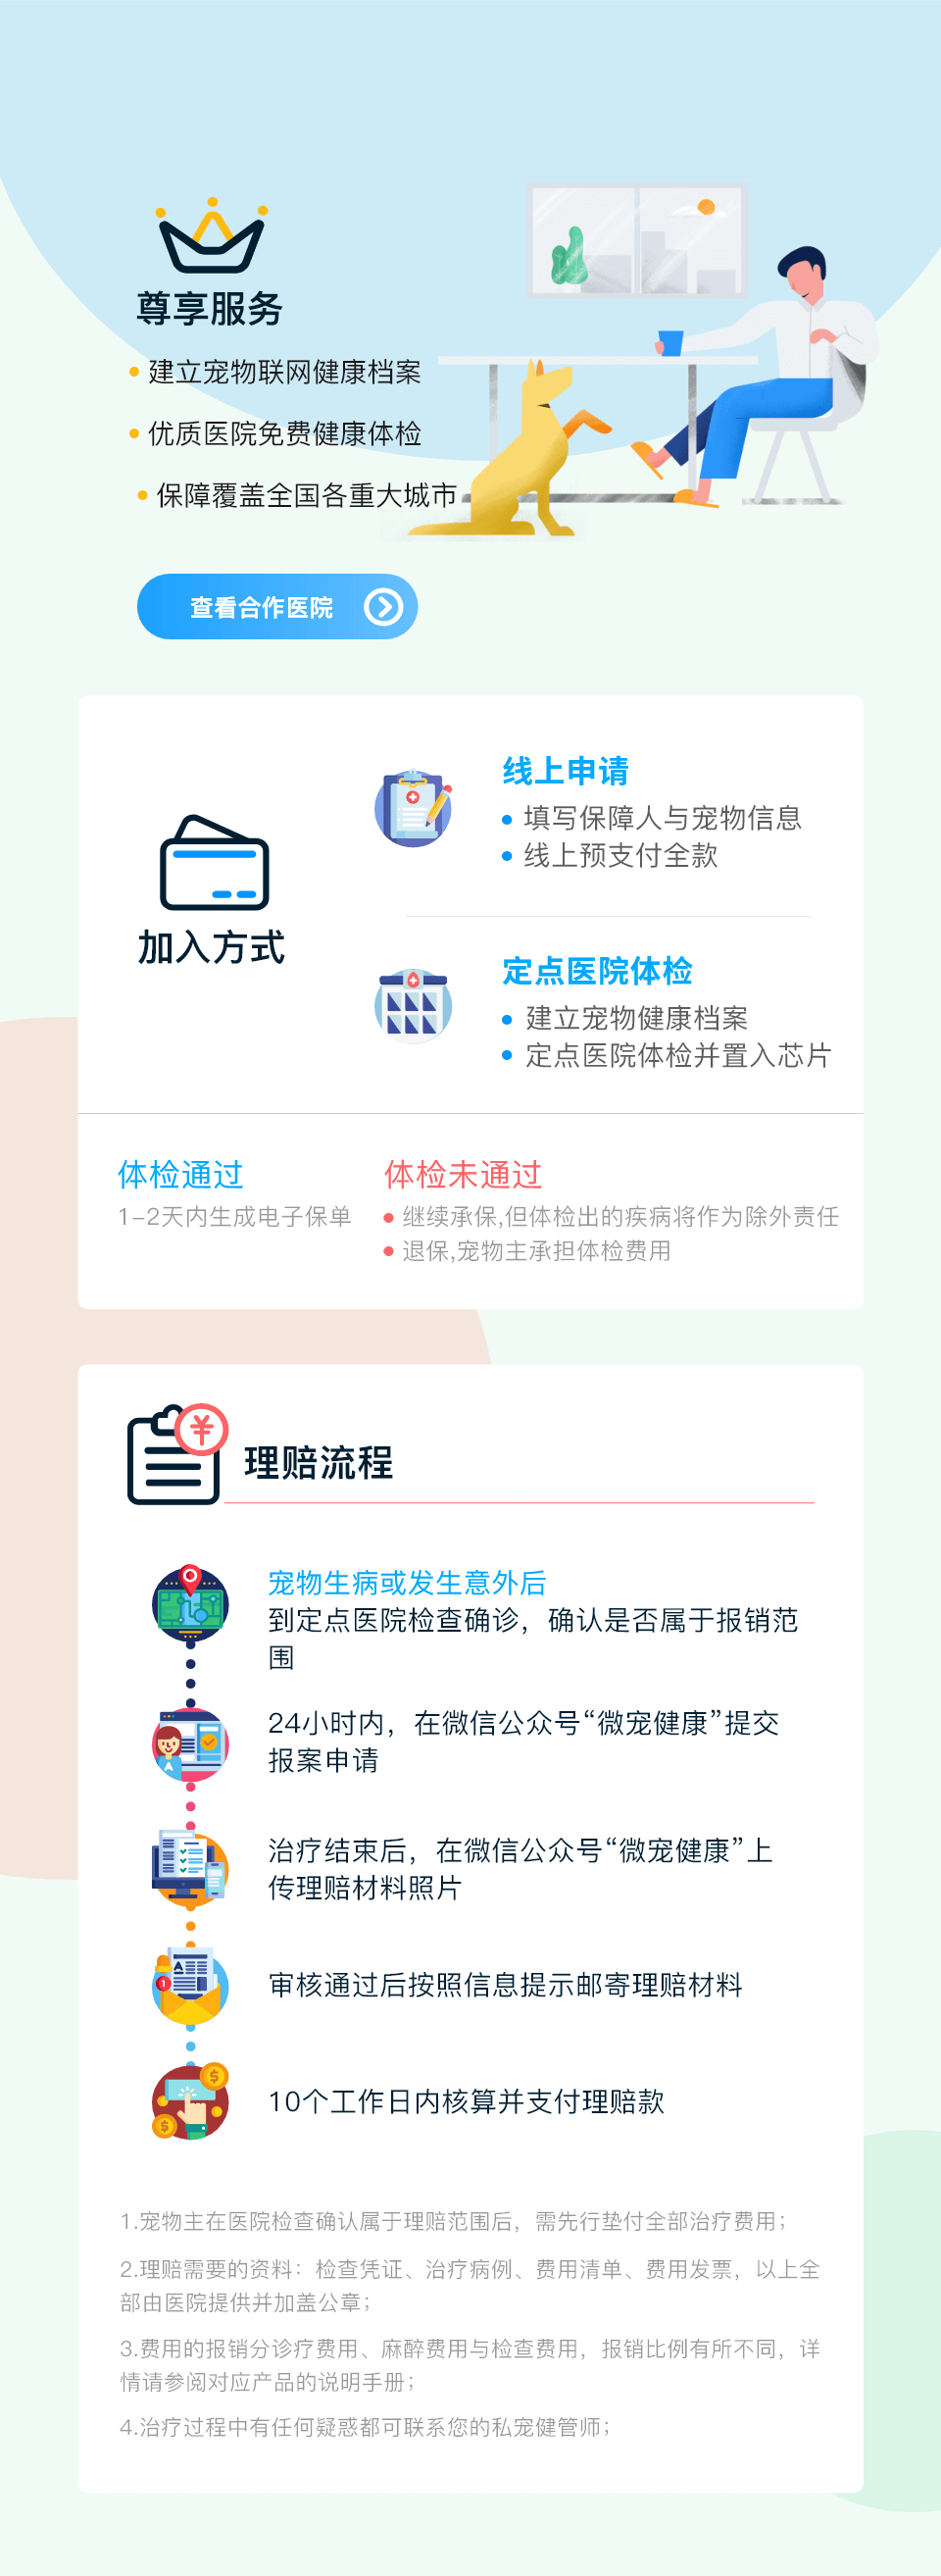 尊享服务
建立宠物联网健康档案
优质医院免费健康体检
保障覆盖全国各重大城市
查看合作医院
加入方式
线上申请
填写保障人与宠物信息
线上预支付全款
定点医院体检
建立宠物健康档案
定点医院体检并置入芯片
体检通过
1-2天内生成电子保单
体检未通过
继续承保,但体检出的疾病将作为除外责任
退保,宠物主承担体检费用
理赔流程
宠物生病或发生意外后
到定点医院检查确诊，确认是否属于报销范
围
24小时内，在微信公众号“微宠健康”提交
报案申请
治疗结束后，在微信公众号“微宠健康”上
传理赔材料照片
审核通过后按照信息提示邮寄理赔材料
10个工作日内核算并支付理赔款
1.宠物主在医院检查确认属于理赔范围后，需先行垫付全部治疗费用；
2.理赔需要的资料：检查凭证、治疗病例、费用清单、费用发票，以上全
部由医院提供并加盖公章；
3.费用的报销分诊疗费用、麻醉费用与检查费用，报销比例有所不同，详
情请参阅对应产品的说明手册；
4.治疗过程中有任何疑惑都可联系您的私宠健管师；